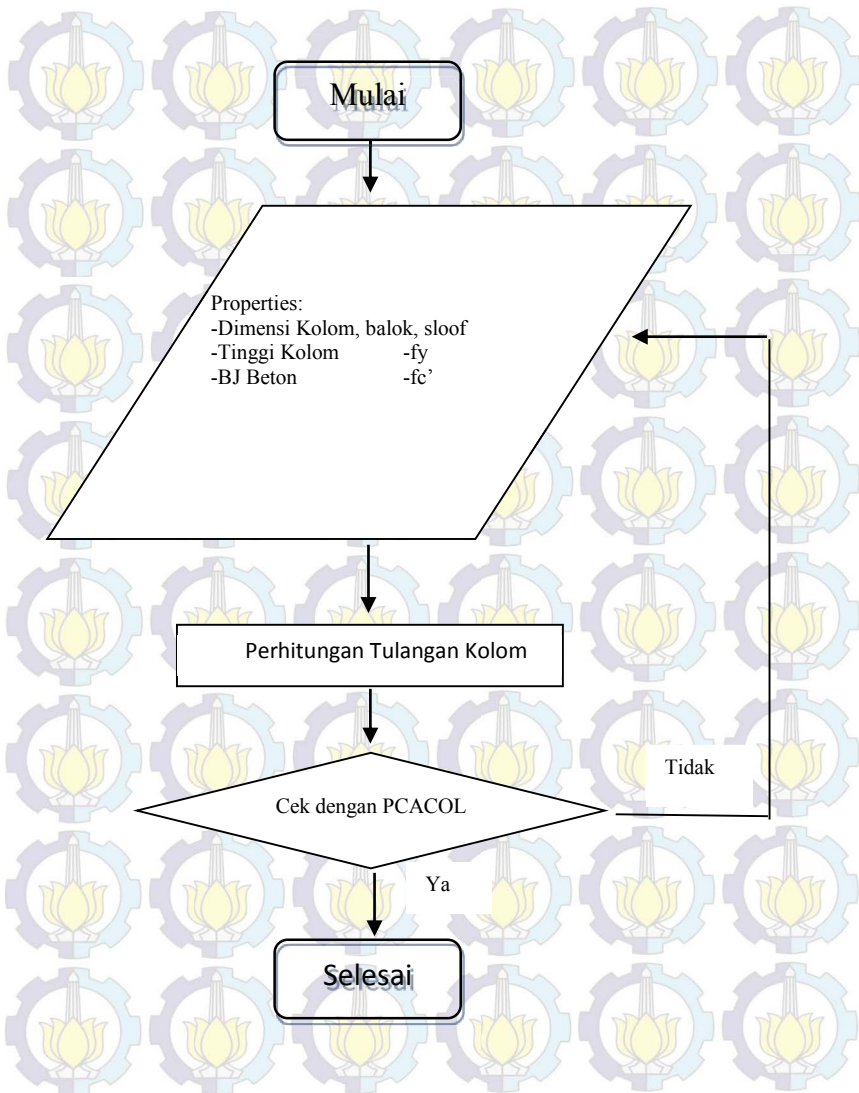 Mulai
Properties:
-Dimensi Kolom, balok, sloof
-Tinggi Kolom -fy
-BJ Beton -fc’
Perhitungan Tulangan Kolom
Cek dengan PCACOL
Tidak
Ya
Selesai